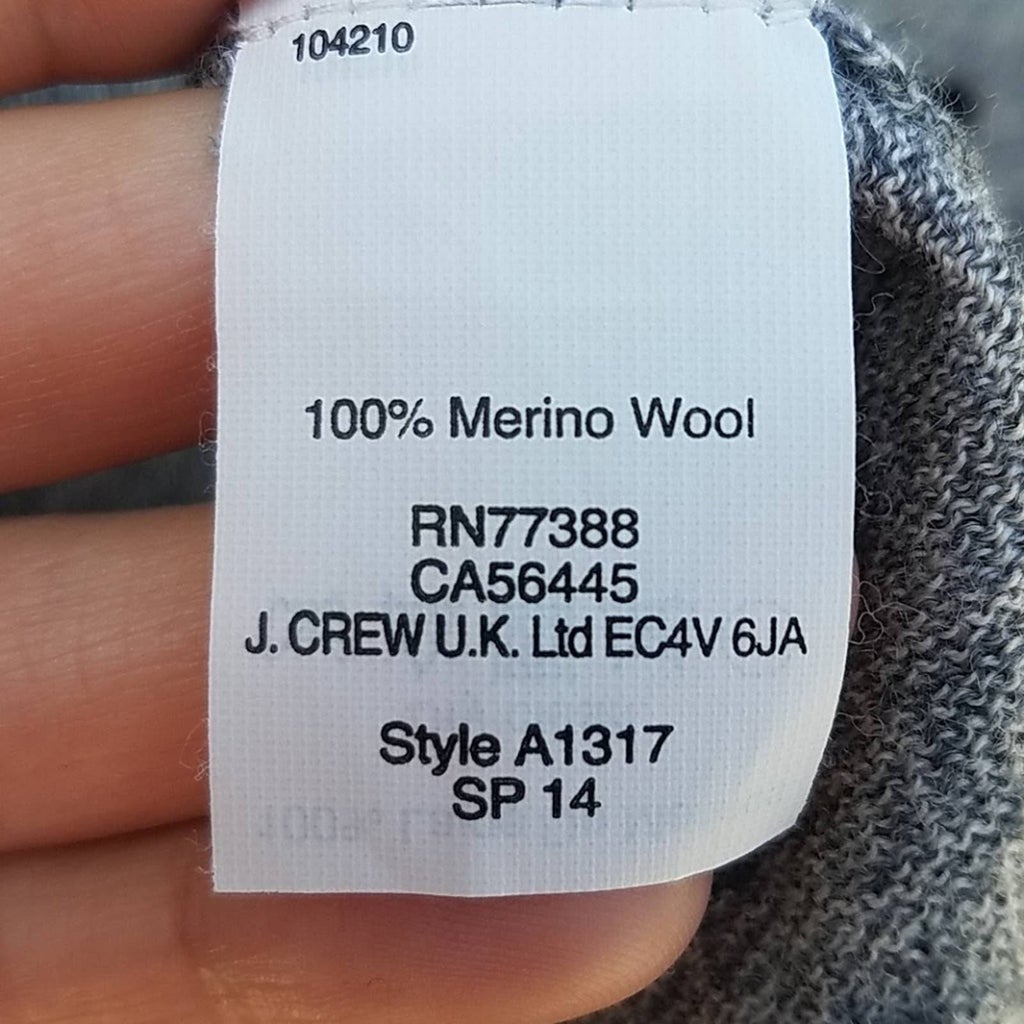 104210
100% Merino Wool
RN77388
CA56445
J. CREW U.K. Ltd EC4V 6JA
Style A1317
SP 14